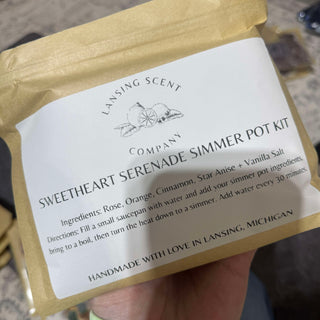 LANSING SCENT
COMPANY
SWEETHEART SERENADE SIMMER POT KIT
Ingredients: Rose, Orange, Cinnamon, Star Anise + Vanilla Salt
Directions: Fill a small saucepan with water and add your simmer pot ingredients,
bring to a boil, then turn the heat down to a simmer. Add water every 30 minutes.
HANDMADE WITH LOVE IN LANSING, MICHIGAN